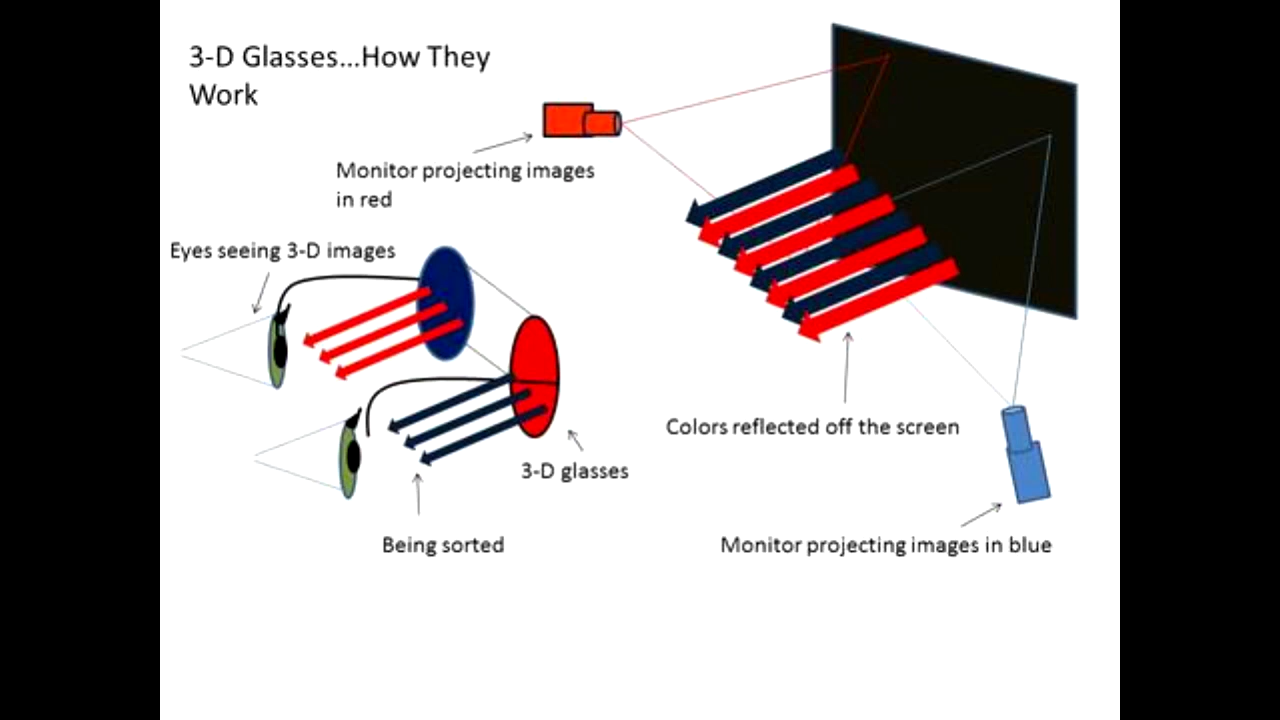 3-D Glasses...How They
Work
Monitor projecting images
in red
Eyes seeing 3-D images
Colors reflected off the screen
3-D glasses
Being sorted
Monitor projecting images in blue